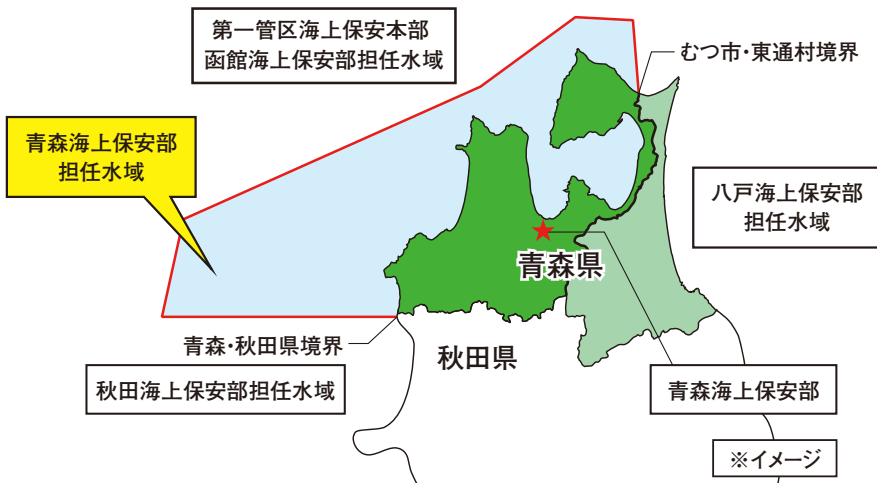 第一管区海上保安本部
函館海上保安部担任水域
むつ市・東通村境界
青森海上保安部
担任水域
八戸海上保安部
担任水域
青森県
青森・秋田県境界
秋田県
秋田海上保安部担任水域
青森海上保安部
※イメージ